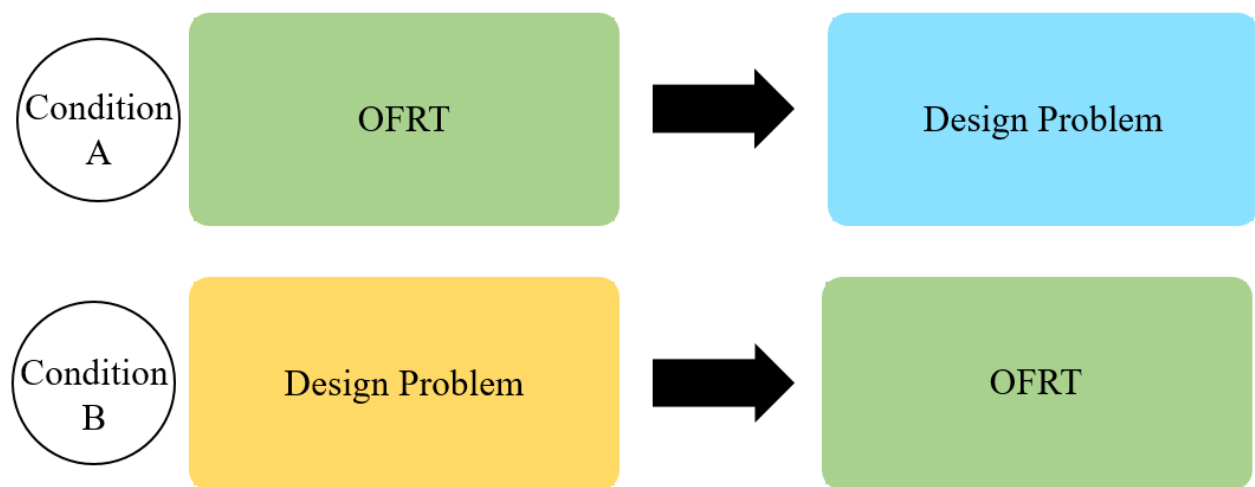 Condition
A
OFRT
Design Problem
Condition
B
Design Problem
OFRT